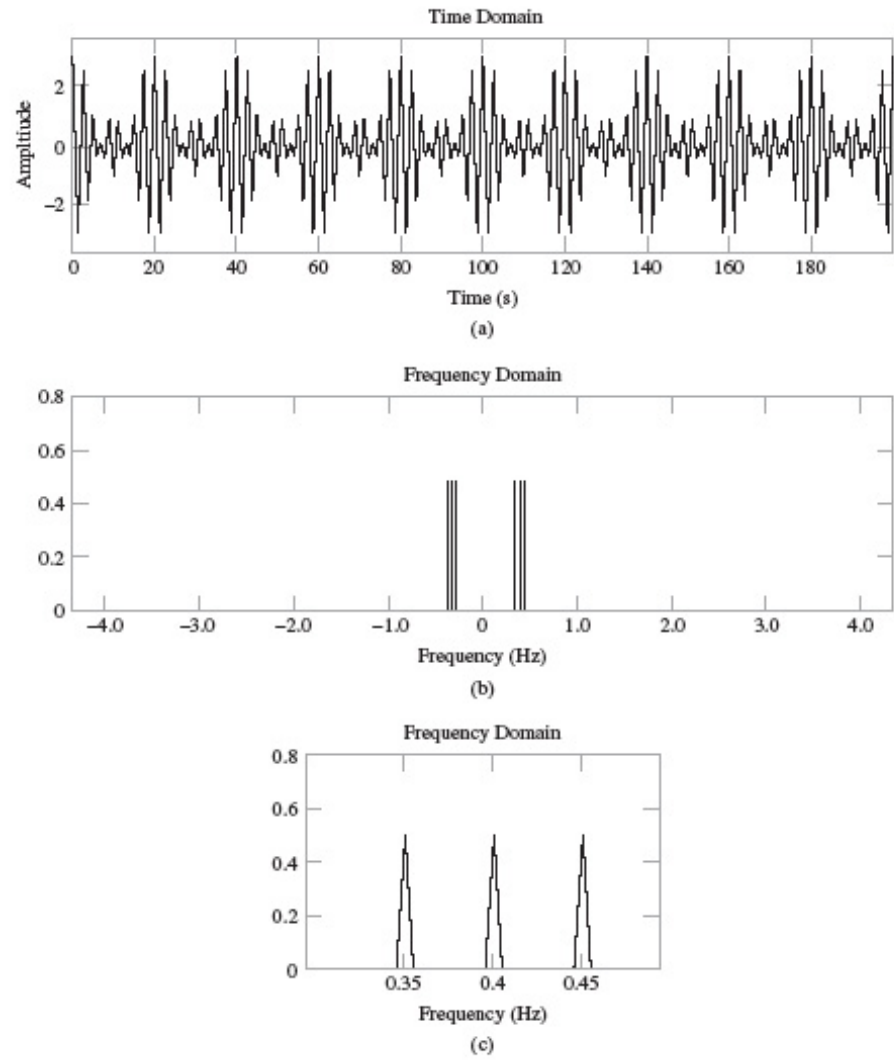 Time Domain
Ampltiude
2
0
−2
0 20 40 60 80 100 120 140 160 180
Time (s)
(a)
Frequency Domain
0.8
0.6
0.4
0.2
0
−4.0 −3.0 −2.0 −1.0 0 1.0 2.0 3.0 4.0
Frequency (Hz)
(b)
Frequency Domain
0.8
0.6
0.4
0.2
0
0.35 0.4 0.45
Frequency (Hz)
(c)